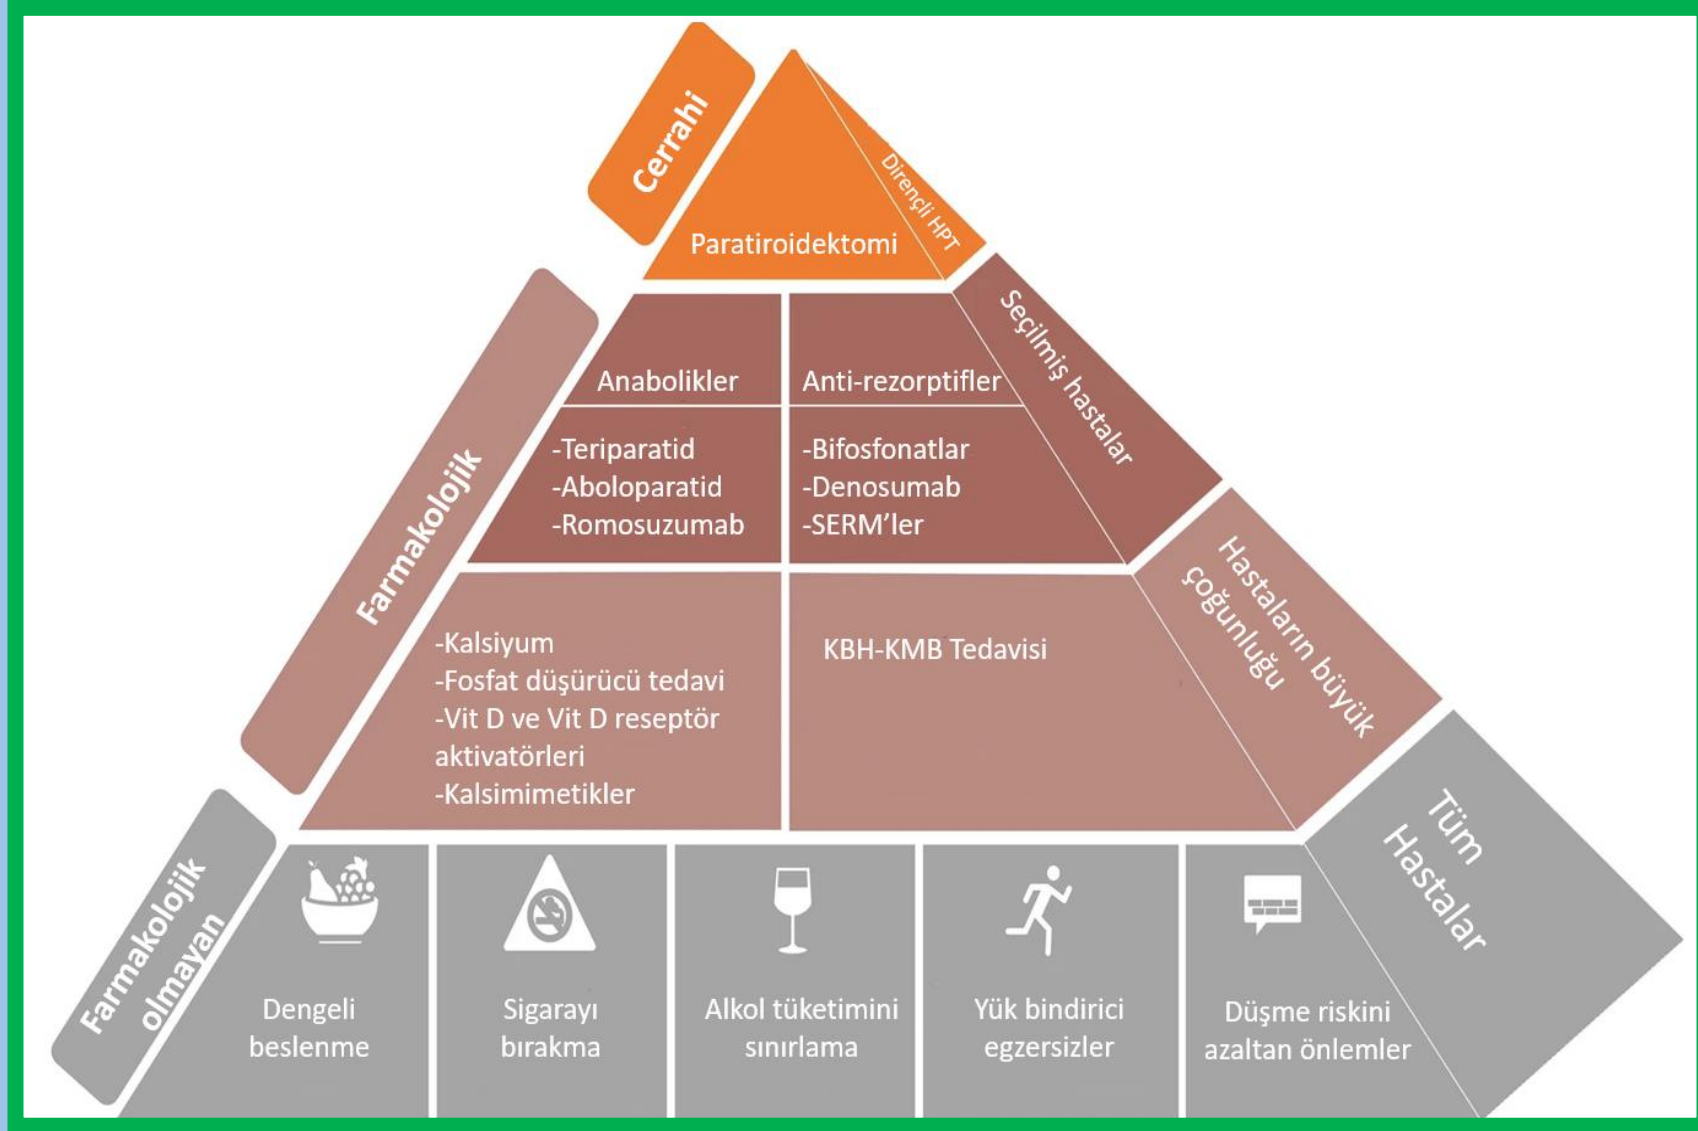 Cerrahi
Paratiroidektomi
Dirençli HPT
Farmakolojik
Anabolikler
Anti-rezorptifler
Seçilmiş hastalar
-Teriparatid
-Aboloparatid
-Romosuzumab
-Bifosfonatlar
-Denosumab
-SERM’ler
-Kalsiyum
-Fosfat düşürücü tedavi
-Vit D ve Vit D reseptör
aktivatörleri
-Kalsimimetikler
KBH-KMB Tedavisi
Hastaların büyük
çoğunluğu
Farmakolojik
olmayan
Dengeli
beslenme
Sigarayı
bırakma
Alkol tüketimini
sınırlama
Yük bindirici
egzersizler
Düşme riskini
azaltan önlemler
Tüm
Hastalar